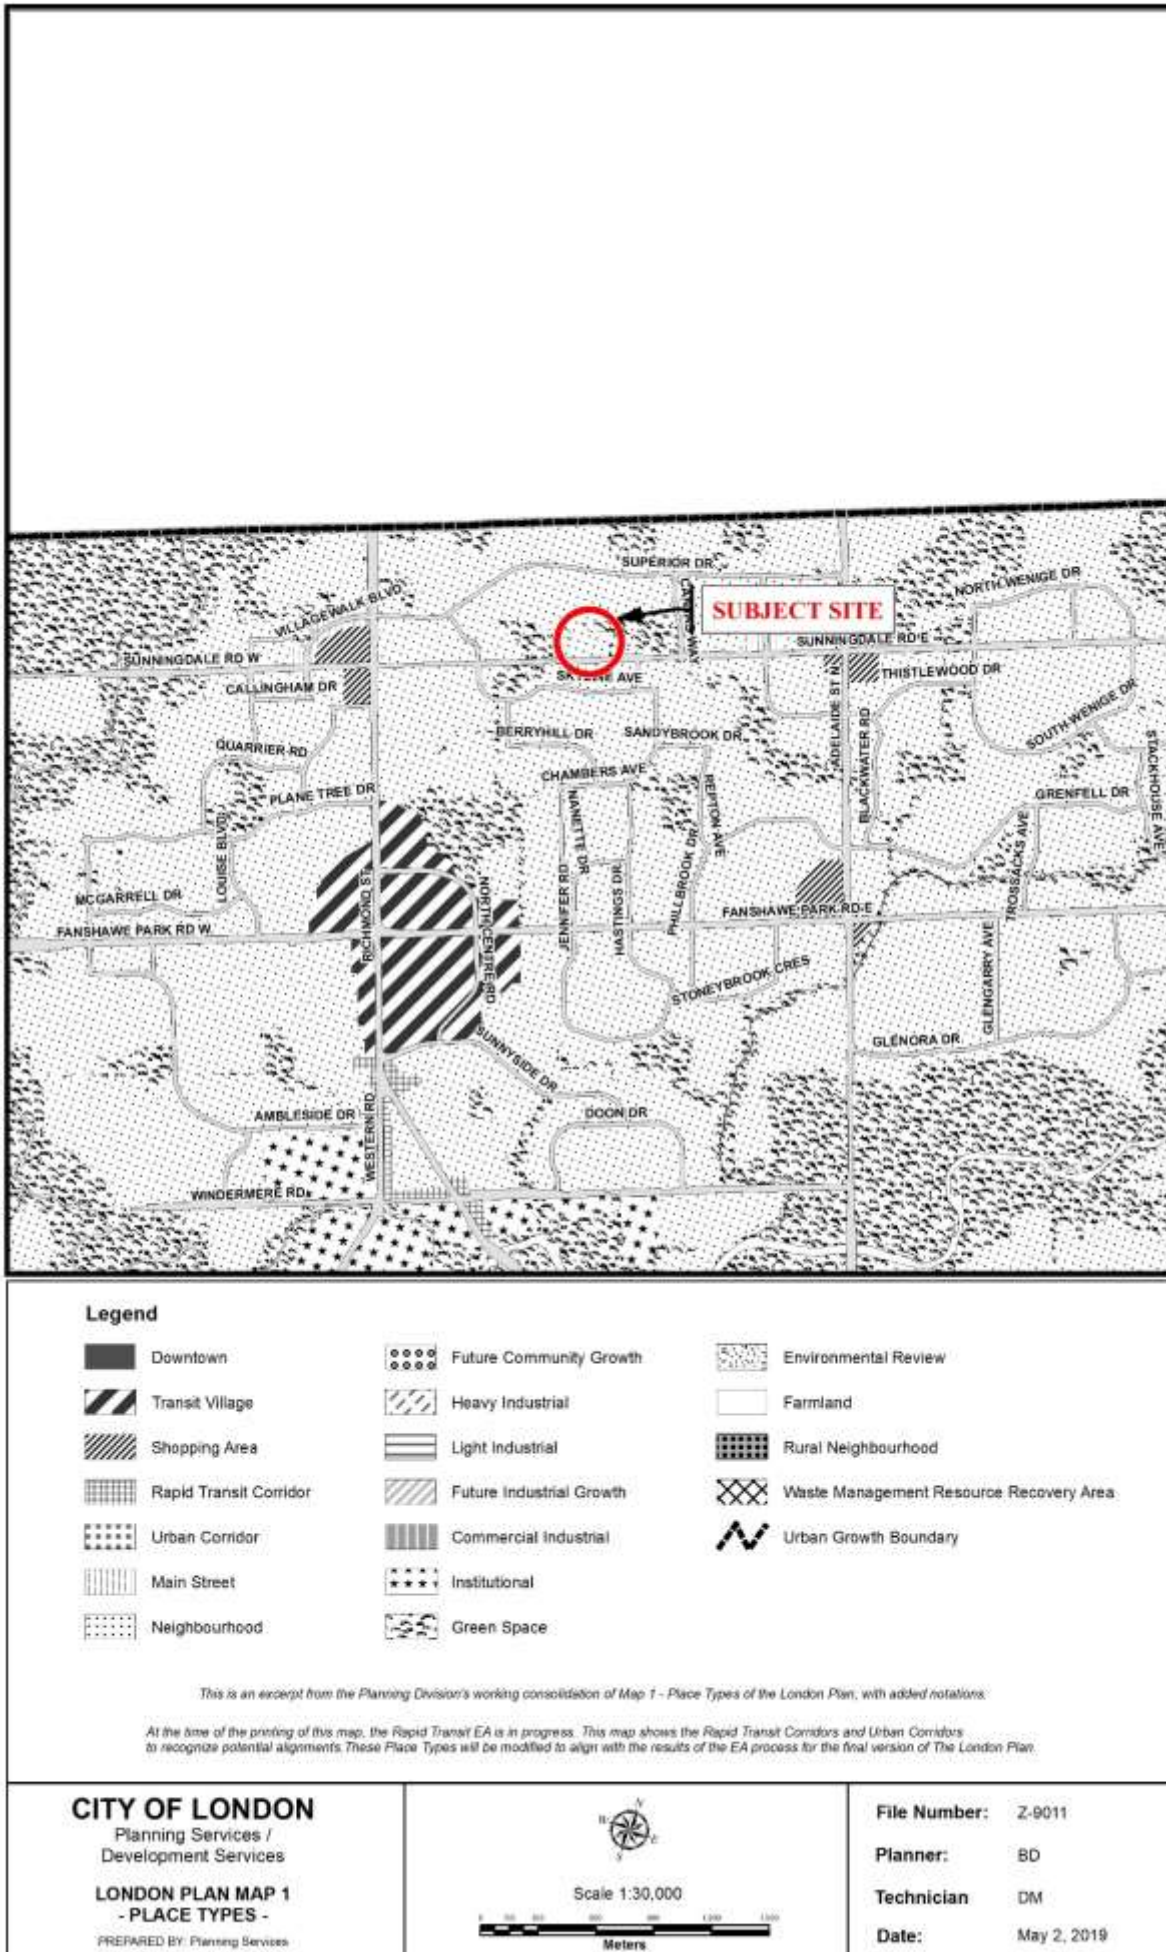 SUPERIOR DR
NORTH WENIGE DR
VILLAGEWALK BLVD
SUBJECT SITE
SUNNINGDALE RD E
SUNNINGDALE RD W
THISTLEWOOD DR
CALLINGHAM DR
ADELAIDE ST N
SOUTH WENIGE DR
BERRYHILL DR
SANDYBROOK DR
QUARRIER RD
BLACKWATER RD
STACKHOUSE AVE
CHAMBERS AVE
PLANE TREE DR
NANETTE DR
REPTON AVE
GRENFELL DR
LOUISE BLVD
PHILLBROOK DR
TROSSACKS AVE
MCGARRELL DR
RICHMOND ST
NORTH CENTRE RD
JENNIFER RD
HASTINGS DR
FANSHAWE PARK RD E
FANSHAWE PARK RD W
STONEYBROOK CRES
GLENGARRY AVE
SUNNYSIDE DR
GLENORA DR
AMBLESIDE DR
WESTERN RD
DOON DR
WINDERMERE RD
Legend
Downtown
Transit Village
Shopping Area
Rapid Transit Corridor
Urban Corridor
Main Street
Neighbourhood
Future Community Growth
Heavy Industrial
Light Industrial
Future Industrial Growth
Commercial Industrial
Institutional
Green Space
Environmental Review
Farmland
Rural Neighbourhood
Waste Management Resource Recovery Area
Urban Growth Boundary
This is an excerpt from the Planning Division's working consolidation of Map 1 - Place Types of the London Plan, with added notations.
At the time of the printing of this map, the Rapid Transit EA is in progress. This map shows the Rapid Transit Corridors and Urban Corridors
to recognize potential alignments. These Place Types will be modified to align with the results of the EA process for the final version of The London Plan.
CITY OF LONDON
Planning Services /
Development Services
LONDON PLAN MAP 1
- PLACE TYPES -
PREPARED BY: Planning Services
N
E
S
Scale 1:30,000
Meters
File Number: Z-9011
Planner: BD
Technician DM
Date: May 2, 2019